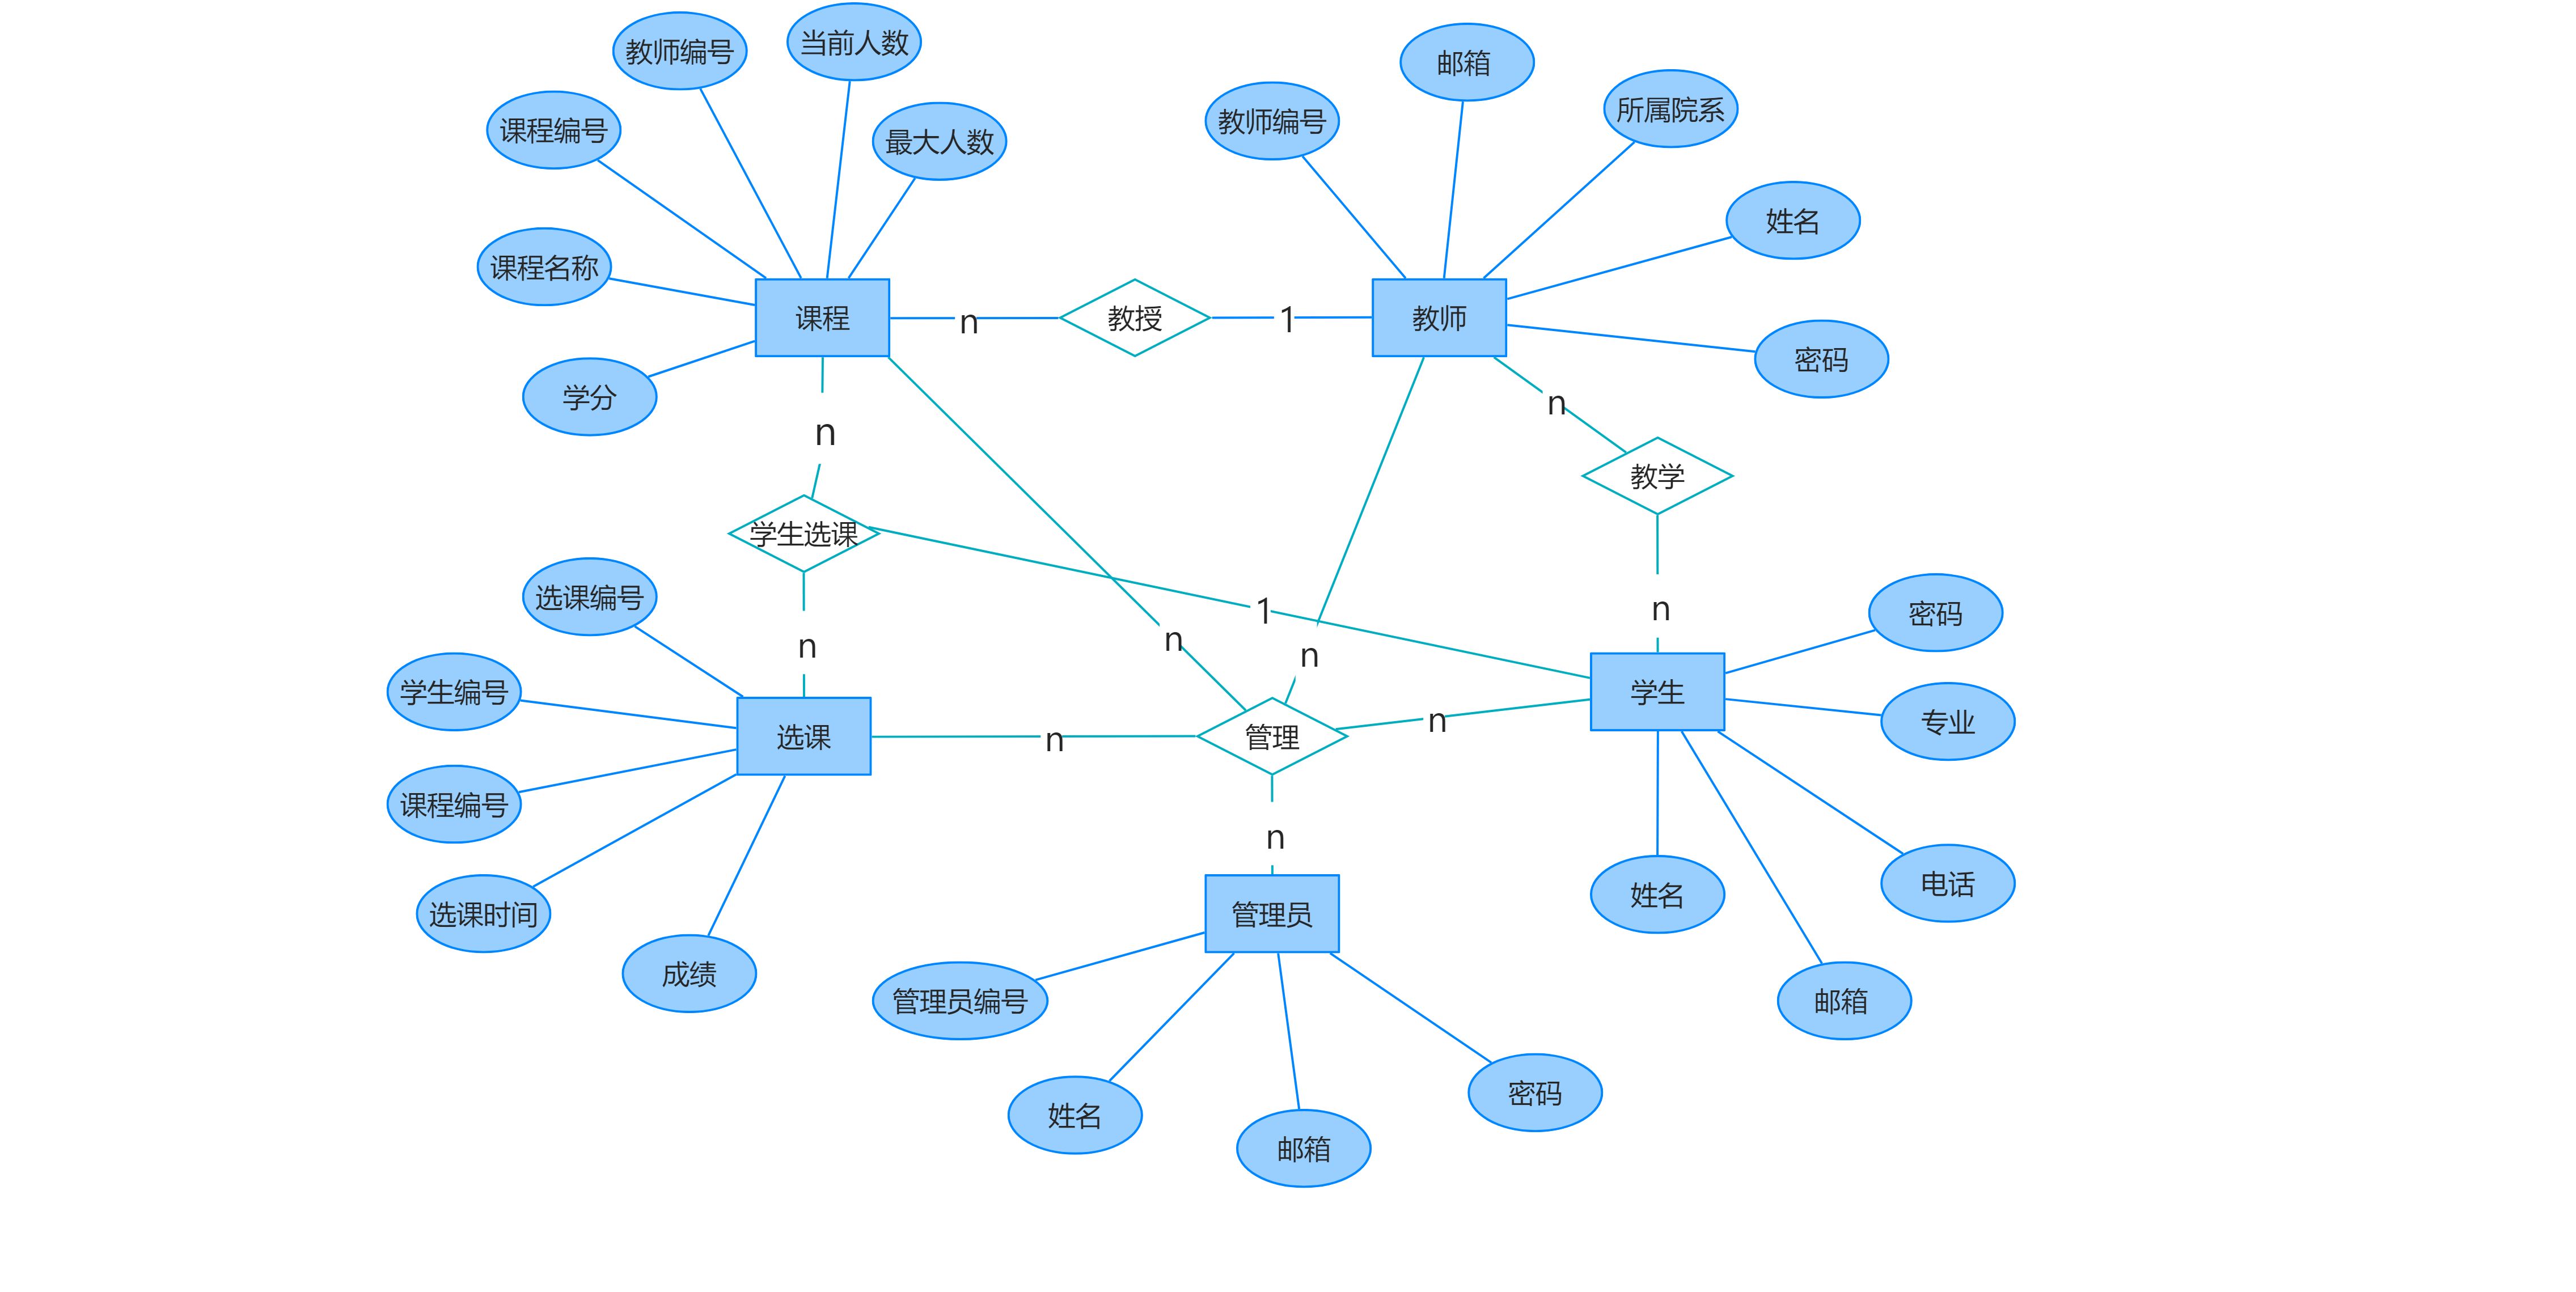 当前人数
教师编号
邮箱
所属院系
教师编号
课程编号
最大人数
姓名
课程名称
课程
n
教授
1
教师
密码
学分
n
n
教学
学生选课
选课编号
1
n
密码
n
n
n
学生编号
学生
选课
n
管理
n
专业
课程编号
n
电话
姓名
选课时间
管理员
成绩
管理员编号
邮箱
密码
姓名
邮箱